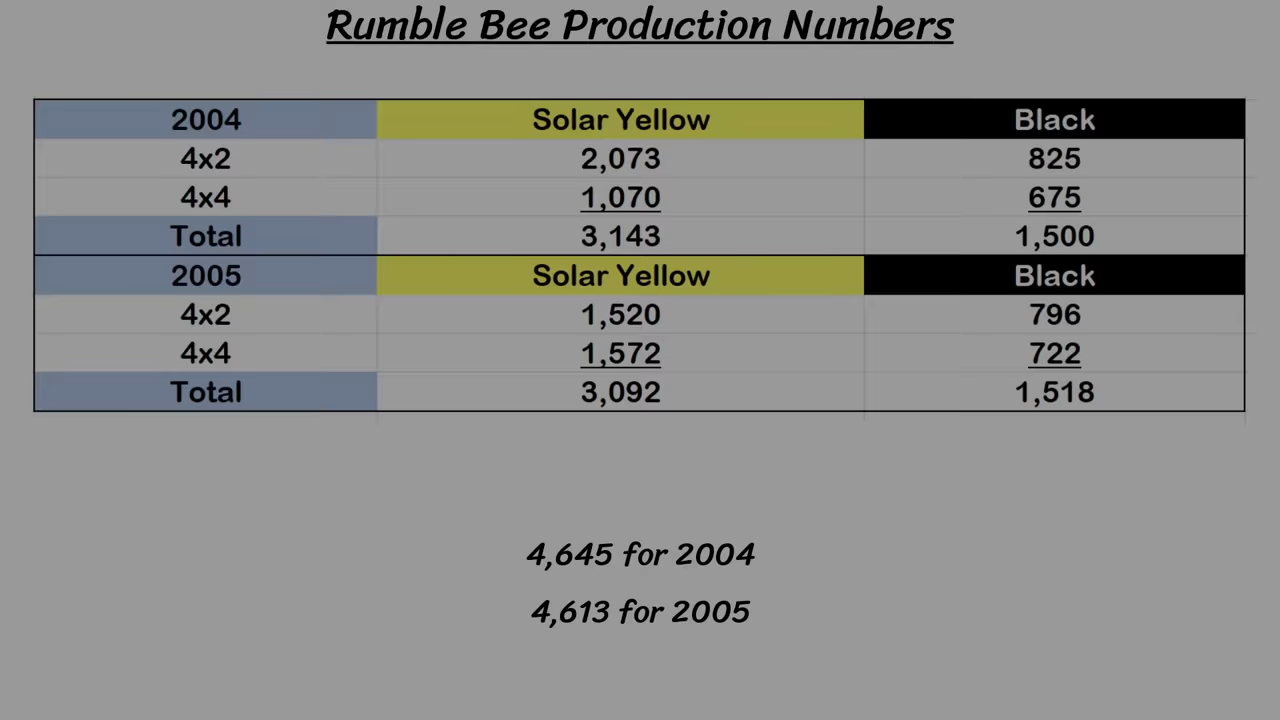 Rumble Bee Production Numbers
2004 Solar Yellow Black
4x2 2,073 825
4x4 1,070 675
Total 3,143 1,500
2005 Solar Yellow Black
4x2 1,520 796
4x4 1,572 722
Total 3,092 1,518
4,645 for 2004
4,613 for 2005